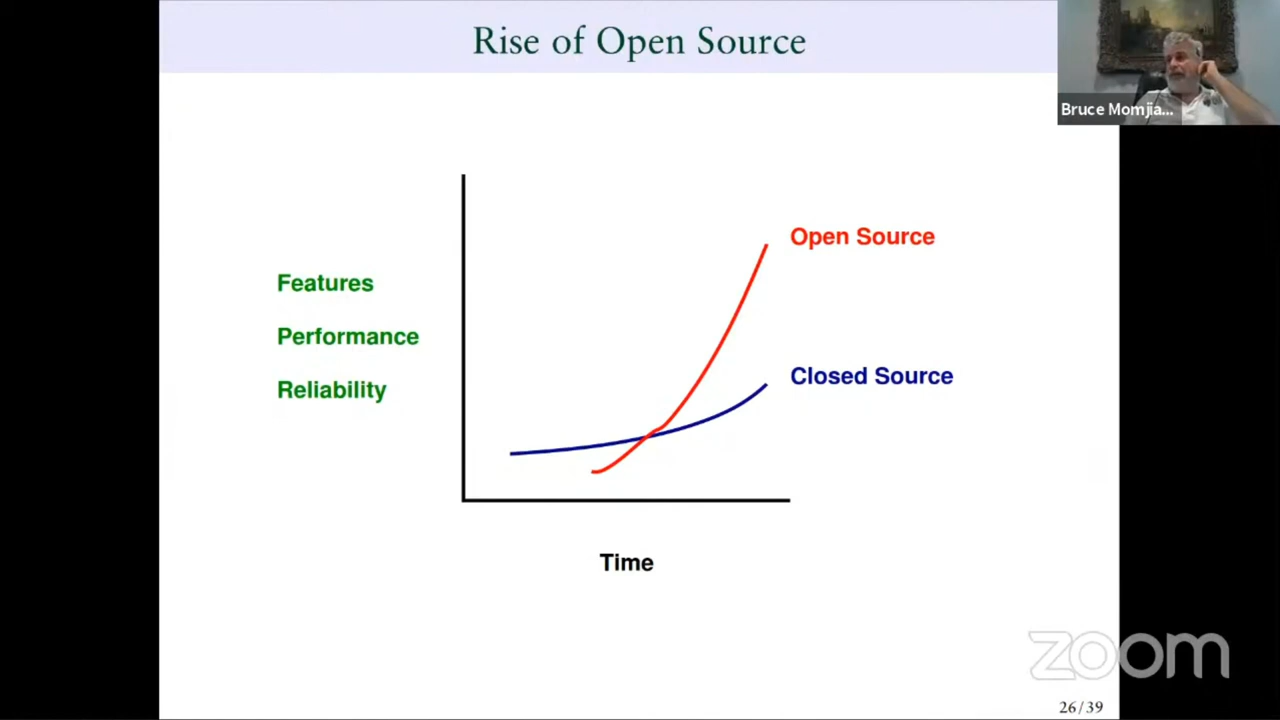 Rise of Open Source
Bruce Momjia...
Open Source
Features
Performance
Closed Source
Reliability
Time
zoom
26/39